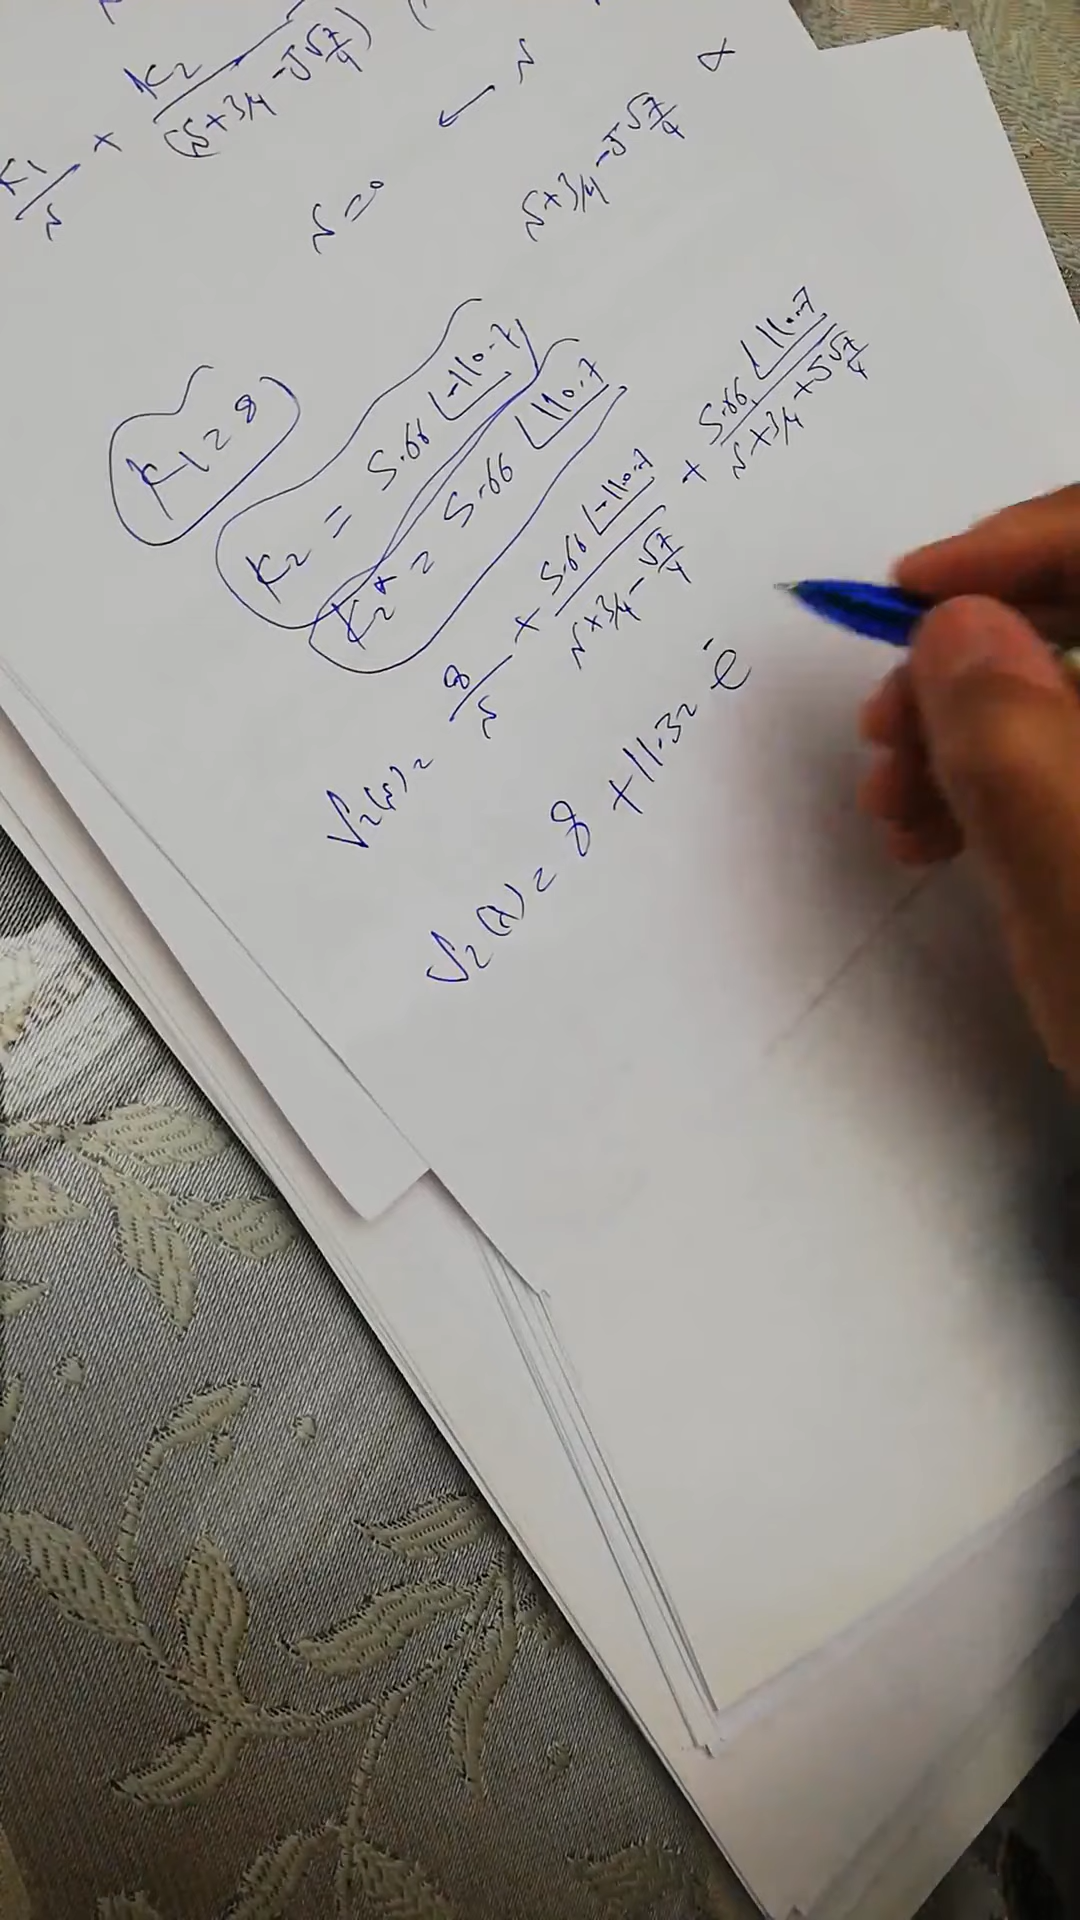 K1/s + K2/(s+3/4-j√7/4)
s=0
s
s+3/4-j√7/4
K1=8
K2 = 5.66∠-110.7
K2* = 5.66∠110.7
V2(s)= 8/s + 5.66∠-110.7/s+3/4-√7/4 + 5.66∠110.7/s+3/4+j√7/4
V2(t)= 8 +11.32 e-